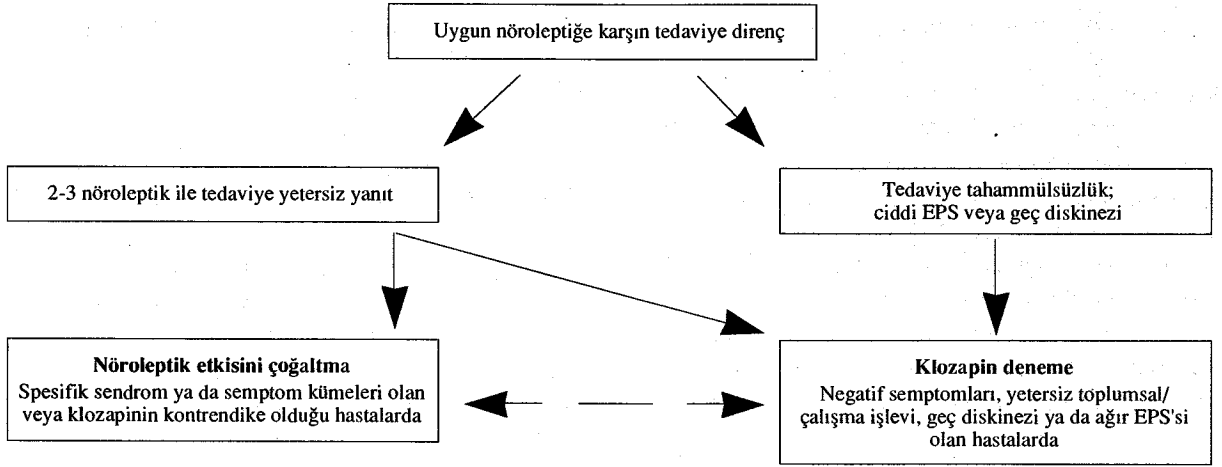 Uygun nöroleptiğe karşın tedaviye direnç
2-3 nöroleptik ile tedaviye yetersiz yanıt
Tedaviye tahammülsüzlük;
ciddi EPS veya geç diskinezi
Nöroleptik etkisini çoğaltma
Spesifik sendrom ya da semptom kümeleri olan
veya klozapinin kontrendike olduğu hastalarda
Klozapin deneme
Negatif semptomları, yetersiz toplumsal/
çalışma işlevi, geç diskinezi ya da ağır EPS'si
olan hastalarda